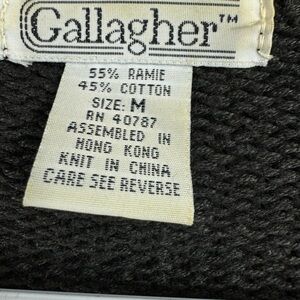 Gallagher™
55% RAMIE
45% COTTON
SIZE: M
RN 40787
ASSEMBLED IN
HONG KONG
KNIT IN CHINA
CARE SEE REVERSE